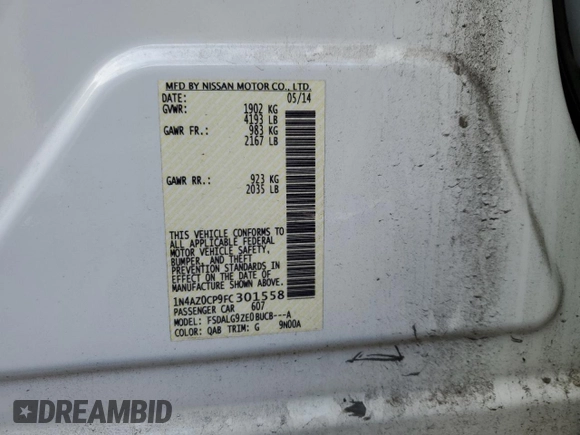 MFD BY NISSAN MOTOR CO., LTD.
DATE: 05/14
GVWR: 1902 KG
4193 LB
GAWR FR.: 983 KG
2167 LB
GAWR RR.: 923 KG
2035 LB
THIS VEHICLE CONFORMS TO
ALL APPLICABLE FEDERAL
MOTOR VEHICLE SAFETY,
BUMPER, AND THEFT
PREVENTION STANDARDS IN
EFFECT ON THE DATE OF
MANUFACTURE SHOWN ABOVE.
1N4AZ0CP9FC301558
PASSENGER CAR 607
MODEL: FSDALG9ZE0BUCB---A
COLOR: QAB TRIM: G 9N00A
DREAMBID